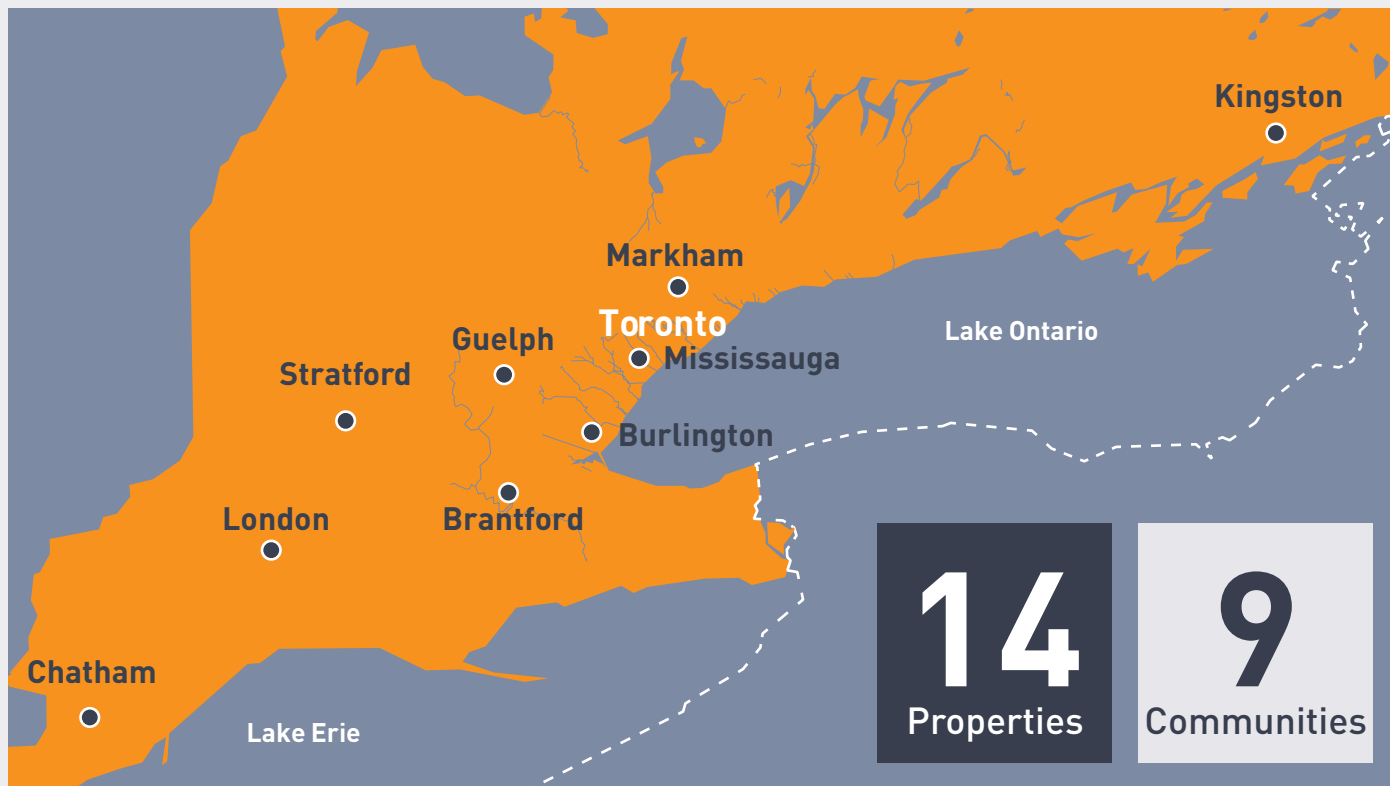 Kingston
Markham
Toronto
Lake Ontario
Guelph
Mississauga
Stratford
Burlington
London
Brantford
Chatham
Lake Erie
14
Properties
9
Communities